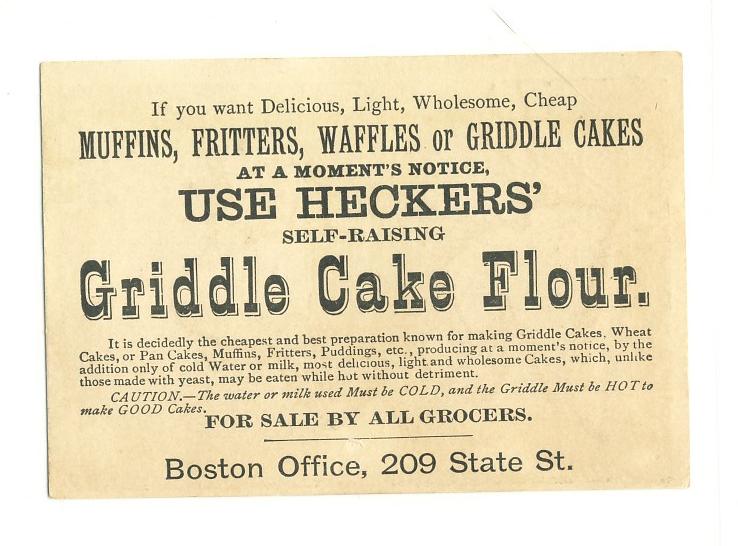 If you want Delicious, Light, Wholesome, Cheap
MUFFINS, FRITTERS, WAFFLES or GRIDDLE CAKES
AT A MOMENT'S NOTICE,
USE HECKERS'
SELF-RAISING
Griddle Cake Flour.
It is decidedly the cheapest and best preparation known for making Griddle Cakes, Wheat
Cakes, or Pan Cakes, Muffins, Fritters, Puddings, etc., producing at a moment's notice, by the
addition only of cold Water or milk, most delicious, light and wholesome Cakes, which, unlike
those made with yeast, may be eaten while hot without detriment.
CAUTION.—The water or milk used Must be COLD, and the Griddle Must be HOT to
make GOOD Cakes.
FOR SALE BY ALL GROCERS.
Boston Office, 209 State St.